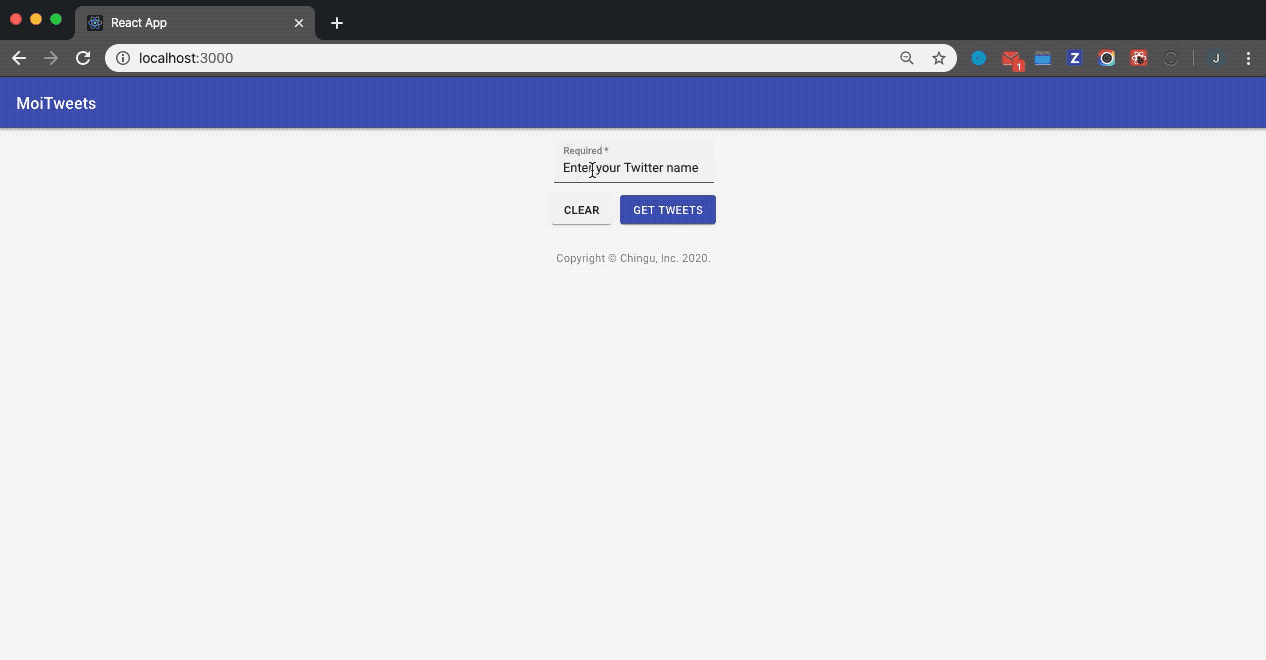 React App
localhost:3000
Z
1
J
MoiTweets
Required *
Enter your Twitter name
CLEAR
GET TWEETS
Copyright © Chingu, Inc. 2020.